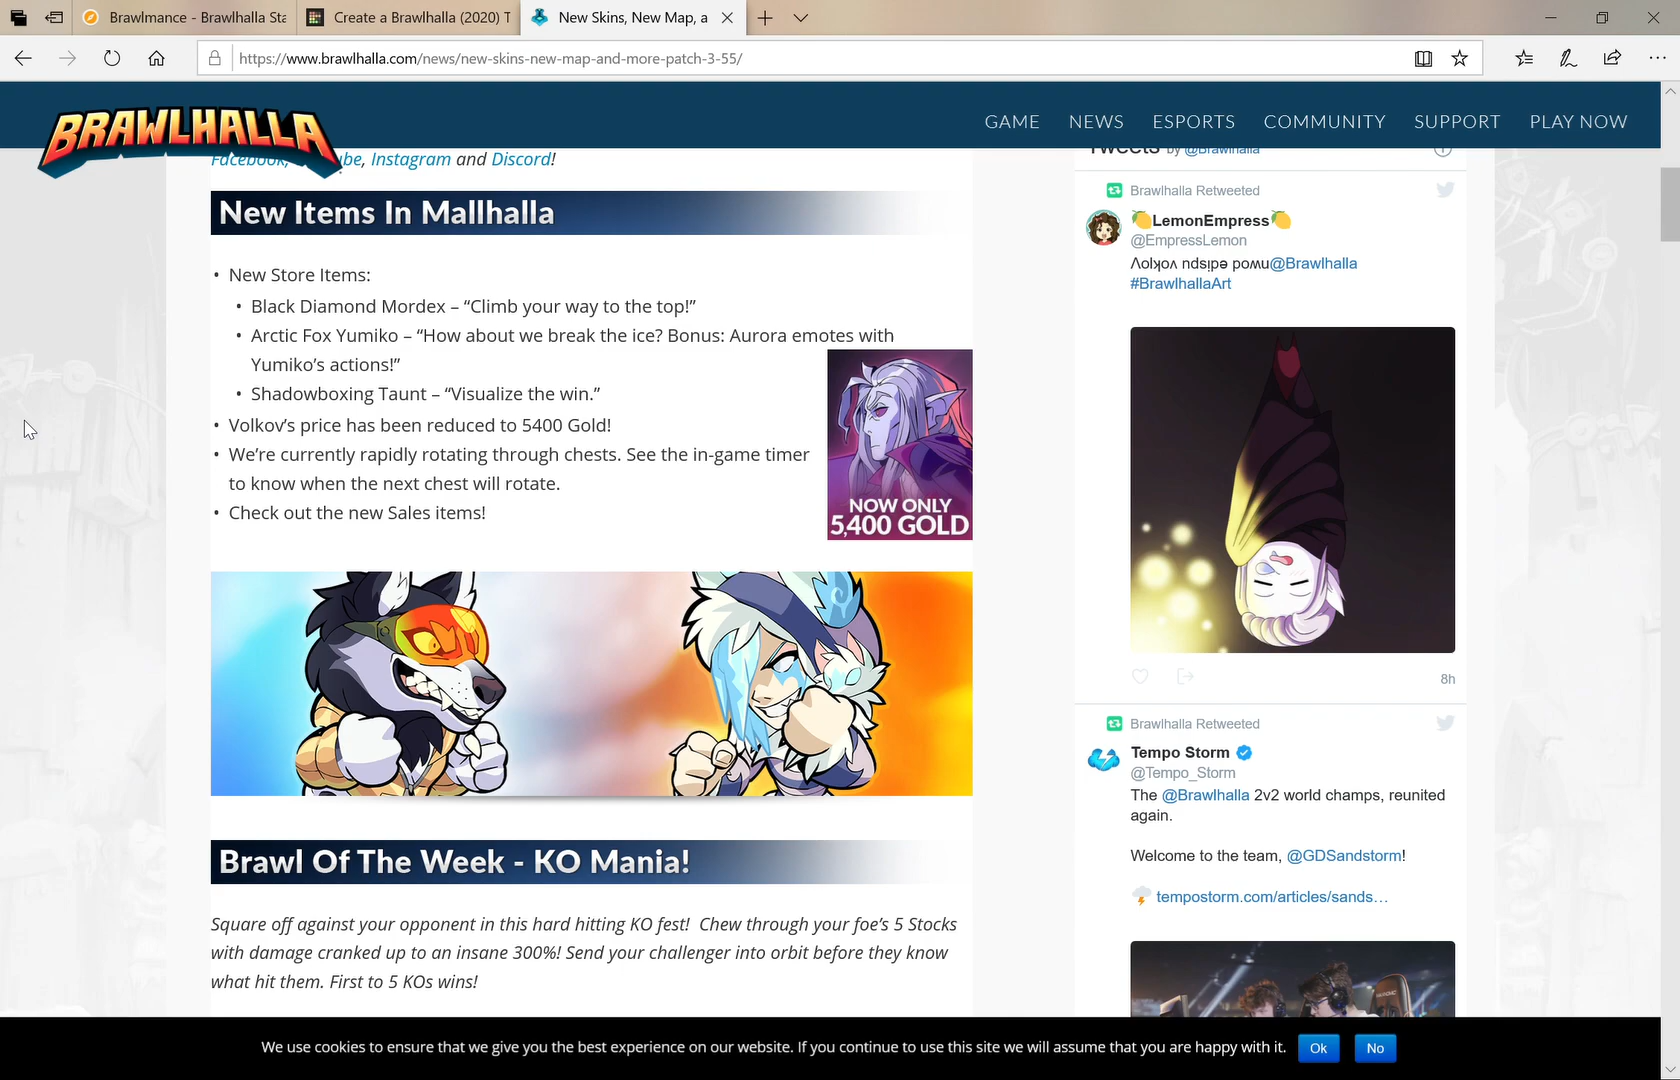 Brawlmance - Brawlhalla Sta
Create a Brawlhalla (2020) T
New Skins, New Map, a
https://www.brawlhalla.com/news/new-skins-new-map-and-more-patch-3-55/
BRAWLHALLA
GAME
NEWS
ESPORTS
COMMUNITY
SUPPORT
PLAY NOW
Instagram and Discord!
New Items In Mallhalla
• New Store Items:
• Black Diamond Mordex – “Climb your way to the top!”
• Arctic Fox Yumiko – “How about we break the ice? Bonus: Aurora emotes with
Yumiko’s actions!”
• Shadowboxing Taunt – “Visualize the win.”
• Volkov’s price has been reduced to 5400 Gold!
• We’re currently rapidly rotating through chests. See the in-game timer
to know when the next chest will rotate.
• Check out the new Sales items!
NOW ONLY
5,400 GOLD
Brawl Of The Week - KO Mania!
Square off against your opponent in this hard hitting KO fest!  Chew through your foe’s 5 Stocks
with damage cranked up to an insane 300%! Send your challenger into orbit before they know
what hit them. First to 5 KOs wins!
Tweets by @Brawlhalla
Brawlhalla Retweeted
🍋LemonEmpress🍋
@EmpressLemon
@Brawlhalla
#BrawlhallaArt
8h
Brawlhalla Retweeted
Tempo Storm
@Tempo_Storm
The @Brawlhalla 2v2 world champs, reunited
again.
Welcome to the team, @GDSandstorm!
tempostorm.com/articles/sands…
We use cookies to ensure that we give you the best experience on our website. If you continue to use this site we will assume that you are happy with it.
Ok
No